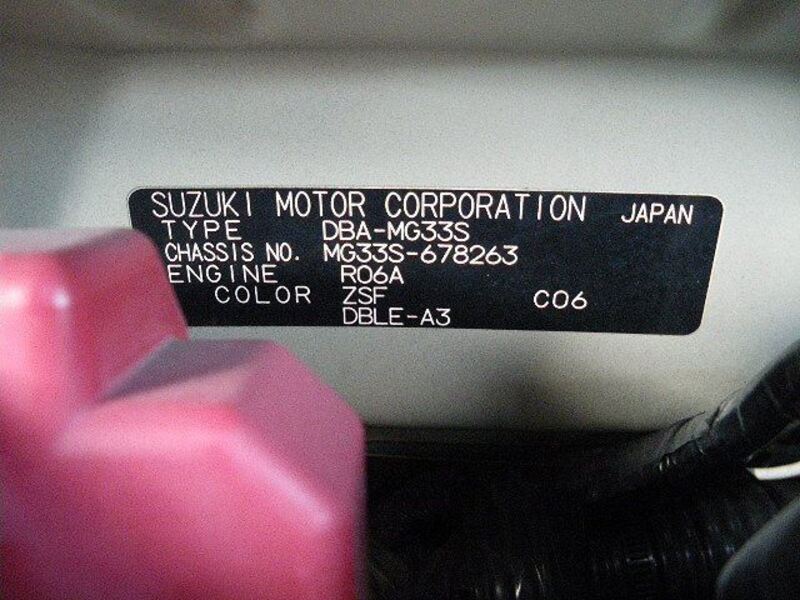 SUZUKI MOTOR CORPORATION JAPAN
TYPE DBA-MG33S
CHASSIS NO. MG33S-678263
ENGINE R06A
COLOR ZSF C06
DBLE-A3